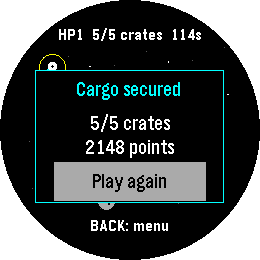 HP1 5/5 crates 114s
Cargo secured
5/5 crates
2148 points
Play again
BACK: menu